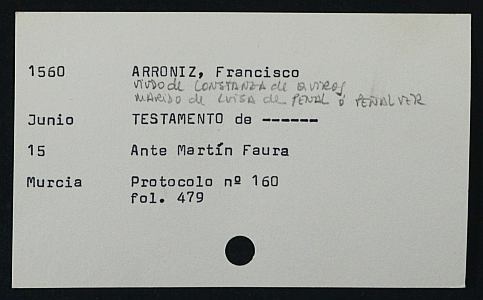 1560 ARRONIZ, Francisco
VIUDO de CONSTANZA de QUIROS
MARIDO de LUISA de PENAL ó PEÑALVER
Junio TESTAMENTO de ------
15 Ante Martín Faura
Murcia Protocolo nº 160
fol. 479